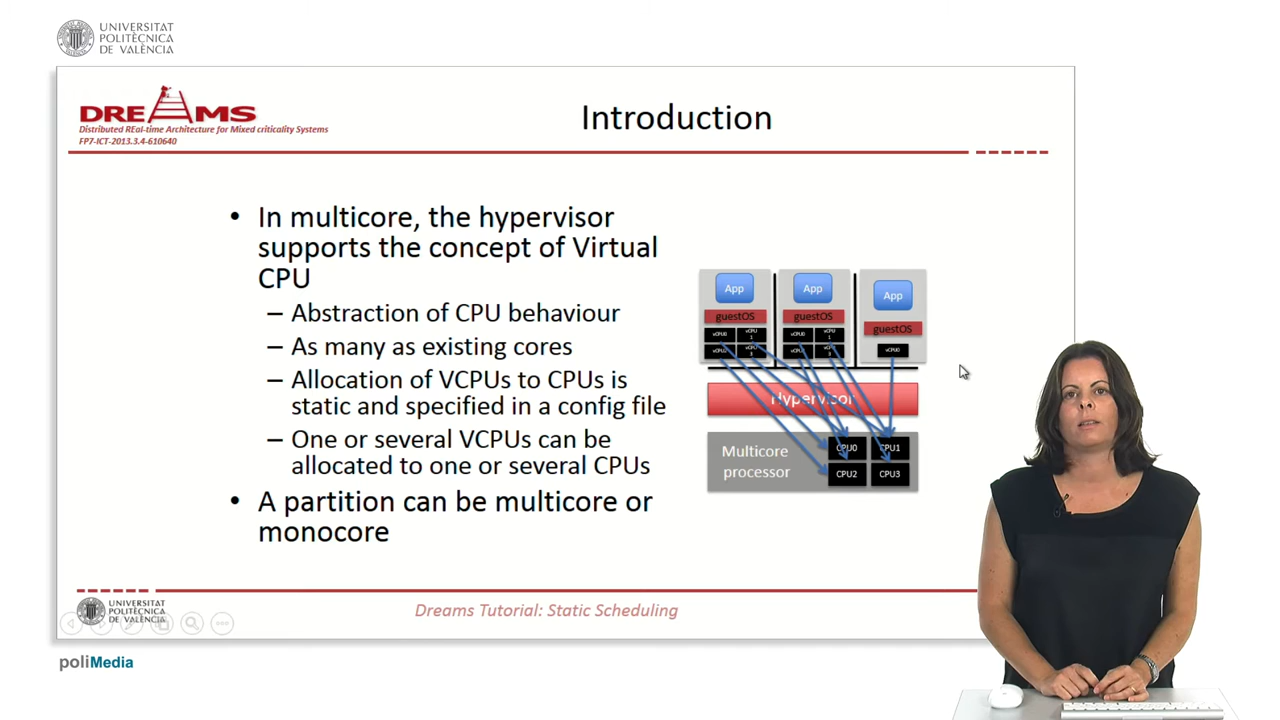 UNIVERSITAT
POLITÈCNICA
DE VALÈNCIA
DREAMS
Distributed REal-time Architecture for Mixed criticality Systems
FP7-ICT-2013.3.4-610640
Introduction
• In multicore, the hypervisor
supports the concept of Virtual
CPU
– Abstraction of CPU behaviour
– As many as existing cores
– Allocation of VCPUs to CPUs is
static and specified in a config file
– One or several VCPUs can be
allocated to one or several CPUs
• A partition can be multicore or
monocore
App App App
guestOS guestOS guestOS
vCPU0 vCPU0 vCPU0
Hypervisor
Multicore
processor
CPU0 CPU1
CPU2 CPU3
UNIVERSITAT
POLITÈCNICA
DE VALÈNCIA
Dreams Tutorial: Static Scheduling
poliMedia